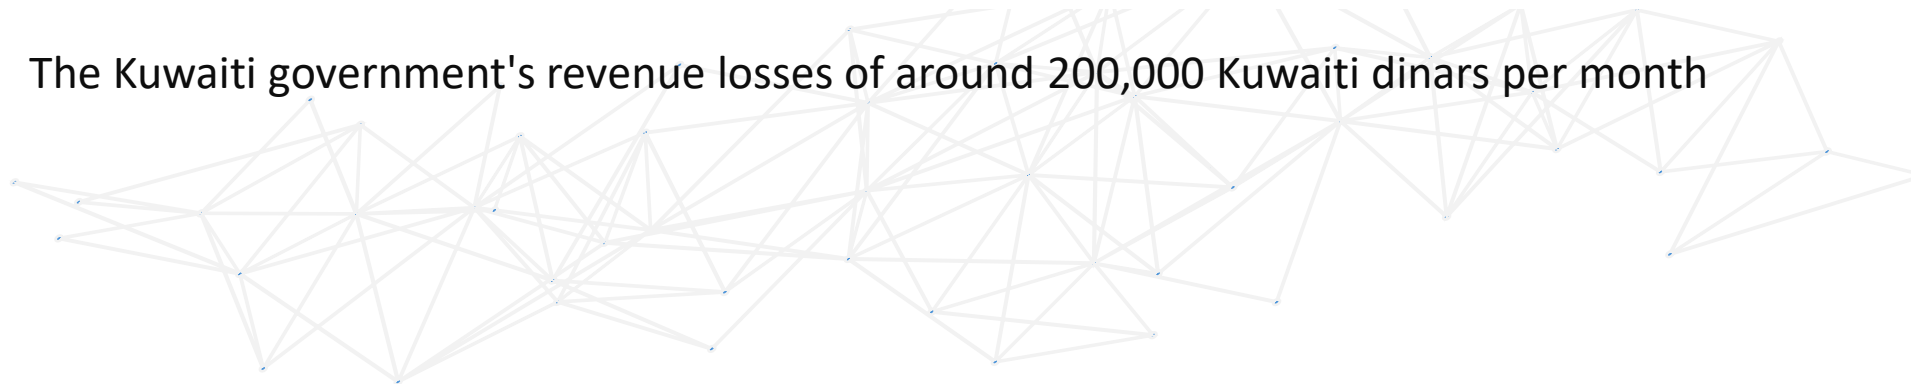 The Kuwaiti government's revenue losses of around 200,000 Kuwaiti dinars per month